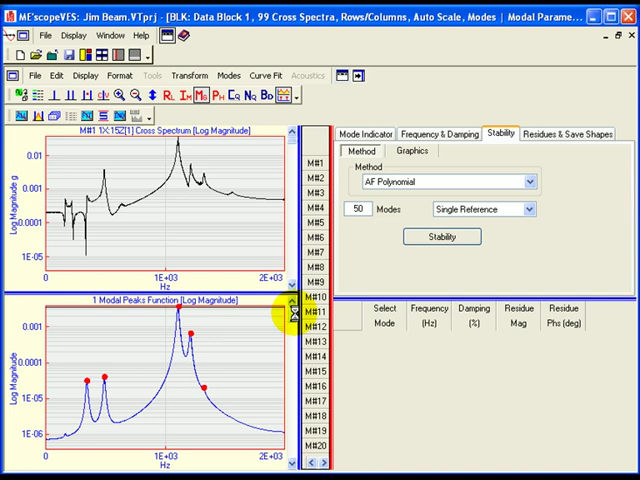 ME'scopeVES: Jim Beam.VTprj - [BLK: Data Block 1, 99 Cross Spectra, Rows/Columns, Auto Scale, Modes | Modal Parame...
File Project Display Window Help
File Edit Display Format Tools Transform Modes Curve Fit Acoustics
M#1 1X:15Z[1] Cross Spectrum [Log Magnitude]
0.01
0.001
0.0001
1E-05
Log Magnitude g
0 1E+03 2E+03
Hz
1 Modal Peaks Function [Log Magnitude]
0.001
0.0001
1E-05
1E-06
Log Magnitude
0 1E+03 2E+03
Hz
M#1
M#2
M#3
M#4
M#5
M#6
M#7
M#8
M#9
M#10
M#11
M#12
M#13
M#14
M#15
M#16
M#17
M#18
M#19
M#20
Mode Indicator Frequency & Damping Stability Residues & Save Shapes
Method Graphics
Method
AF Polynomial
50 Modes Single Reference
Stability
Select Mode
Frequency (Hz)
Damping (%)
Residue Mag
Residue Phs (deg)